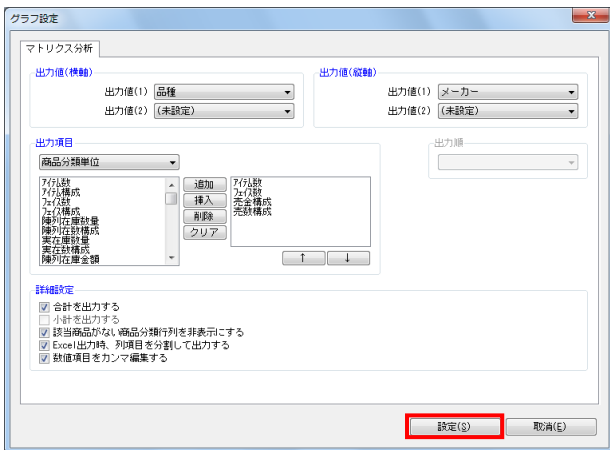 グラフ設定
マトリクス分析
出力値(横軸)
出力値(1) 品種
出力値(2) (未設定)
出力値(縦軸)
出力値(1) メーカー
出力値(2) (未設定)
出力項目
商品分類単位
ｱｲﾃﾑ数
ｱｲﾃﾑ構成
ﾌｪｲｽ数
ﾌｪｲｽ構成
陳列在庫数量
陳列在数構成
実在庫数量
実在数構成
陳列在庫金額
追加
挿入
削除
クリア
ｱｲﾃﾑ数
ﾌｪｲｽ数
売金構成
売数構成
↑ ↓
出力順
詳細設定
合計を出力する
小計を出力する
該当商品がない商品分類行列を非表示にする
Excel出力時、列項目を分割して出力する
数値項目をカンマ編集する
設定(S) 取消(E)